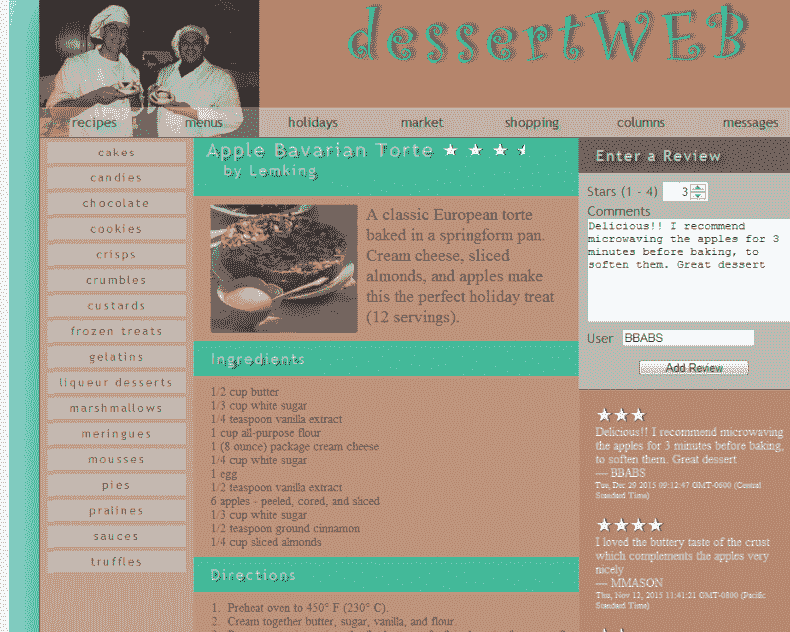 dessertWEB
recipes menus holidays market shopping columns messages
cakes
candies
chocolate
cookies
crisps
crumbles
custards
frozen treats
gelatins
liqueur desserts
marshmallows
meringues
mousses
pies
pralines
sauces
truffles
Apple Bavarian Torte
by Lemking
A classic European torte
baked in a springform pan.
Cream cheese, sliced
almonds, and apples make
this the perfect holiday treat
(12 servings).
Ingredients
1/2 cup butter
1/3 cup white sugar
1/4 teaspoon vanilla extract
1 cup all-purpose flour
1 (8 ounce) package cream cheese
1/4 cup white sugar
1 egg
1/2 teaspoon vanilla extract
6 apples - peeled, cored, and sliced
1/3 cup white sugar
1/2 teaspoon ground cinnamon
1/4 cup sliced almonds
Directions
1. Preheat oven to 450° F (230° C).
2. Cream together butter, sugar, vanilla, and flour.
Enter a Review
Stars (1 - 4) 3
Comments
Delicious!! I recommend
microwaving the apples for 3
minutes before baking, to
soften them. Great dessert
User BBABS
Add Review
Delicious!! I recommend microwaving
the apples for 3 minutes before baking,
to soften them. Great dessert
— BBABS
Tue, Dec 29 2015 09:12:47 GMT-0600 (Central
Standard Time)
I loved the buttery taste of the crust
which complements the apples very
nicely
— MMASON
Thu, Nov 12, 2015 11:41:21 GMT-0800 (Pacific
Standard Time)